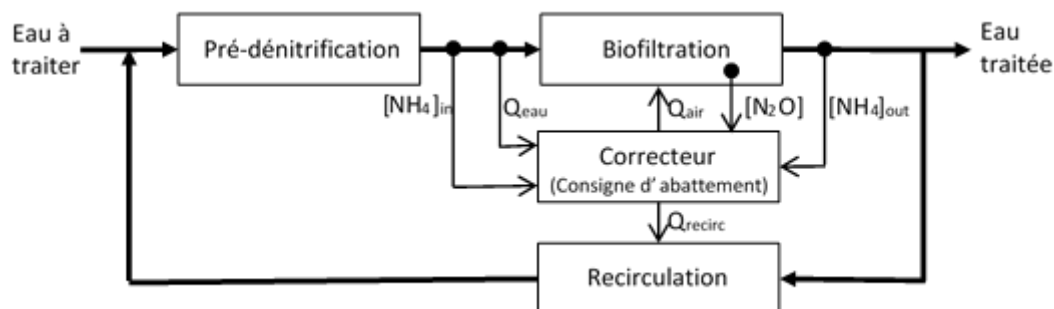 Eau à
traiter
Pré-dénitrification
Biofiltration
Eau
traitée
[NH₄]in
Qeau
Qair
[N₂O]
[NH₄]out
Correcteur
(Consigne d’abattement)
Qrecirc
Recirculation